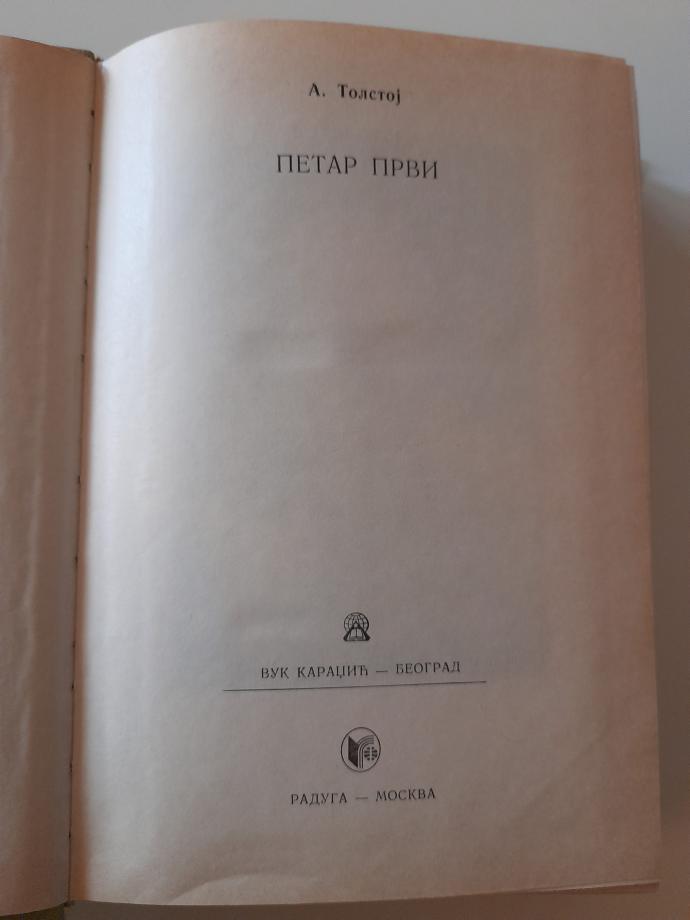 А. Толстој
ПЕТАР ПРВИ
ВУК КАРАЏИЋ — БЕОГРАД
РАДУГА — МОСКВА